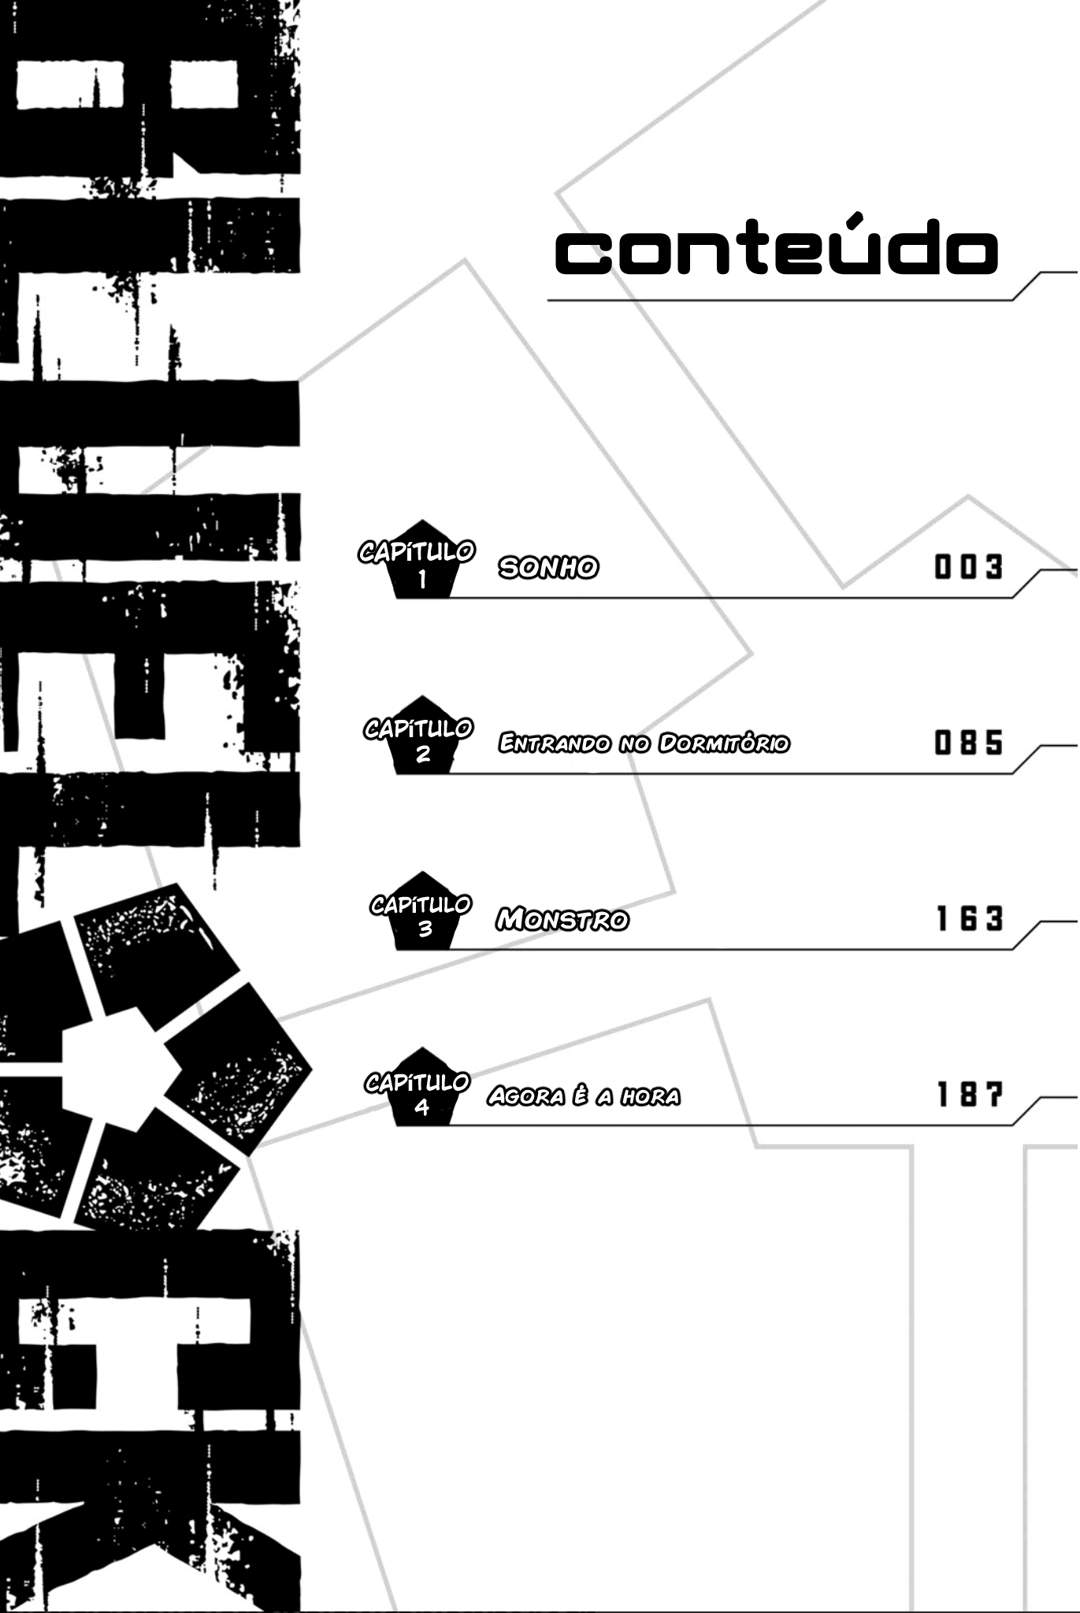 BLUELOCK
conteúdo
CAPÍTULO
1
SONHO
003
CAPÍTULO
2
ENTRANDO NO DORMITÓRIO
085
CAPÍTULO
3
MONSTRO
163
CAPÍTULO
4
AGORA É A HORA
187